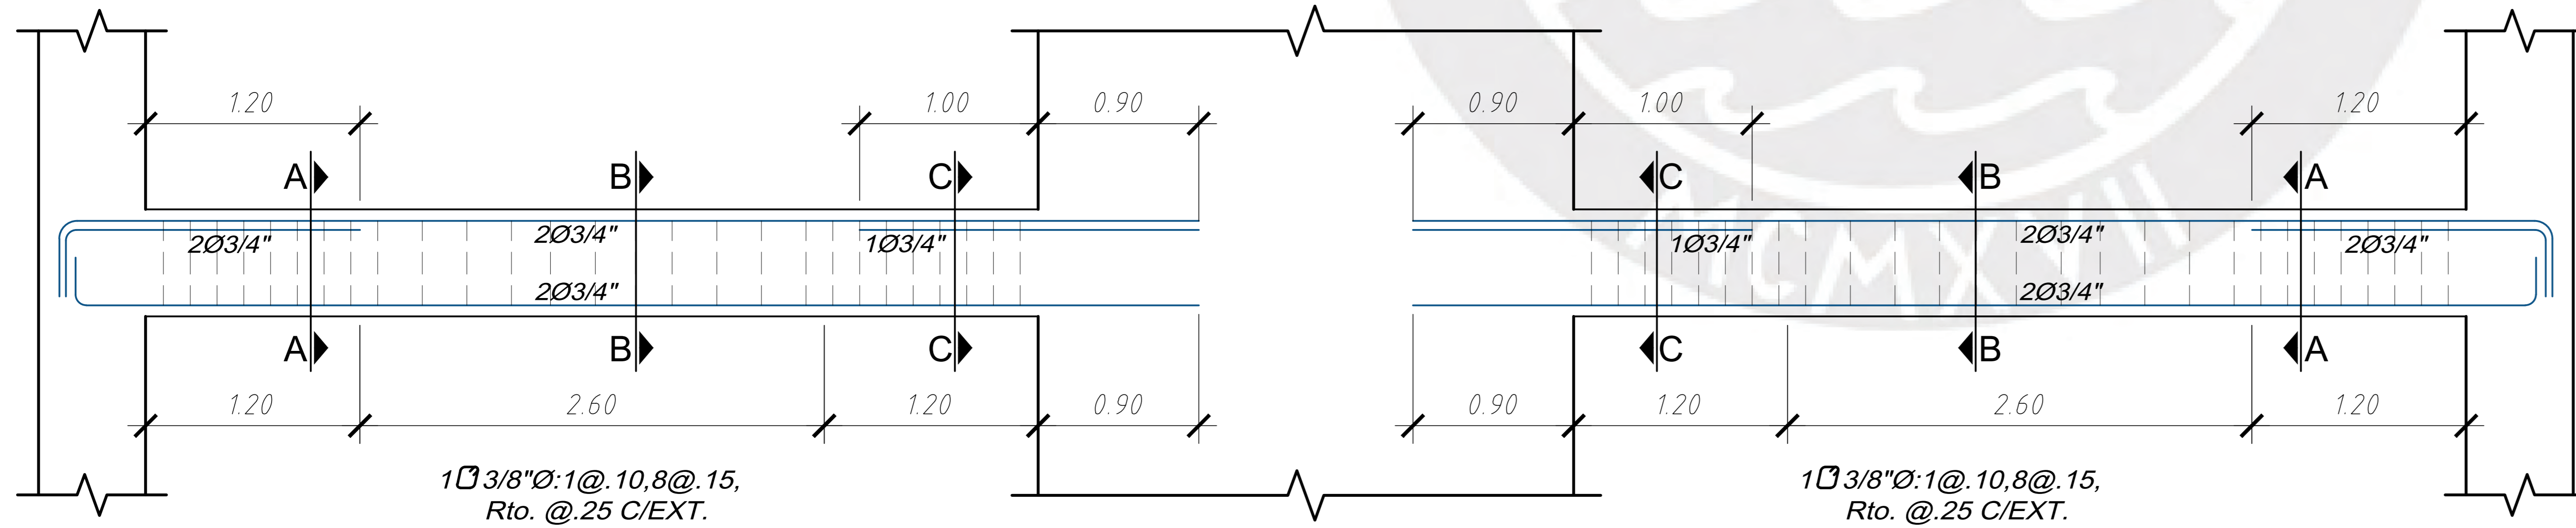 1.20 1.00 0.90 0.90 1.00 1.20
A B C C B A
2Ø3/4" 2Ø3/4" 1Ø3/4" 1Ø3/4" 2Ø3/4" 2Ø3/4"
2Ø3/4" 2Ø3/4"
MCMXVII
A B C C B A
1.20 2.60 1.20 0.90 0.90 1.20 2.60 1.20
1 3/8"Ø:1@.10,8@.15,
Rto. @.25 C/EXT.
1 3/8"Ø:1@.10,8@.15,
Rto. @.25 C/EXT.